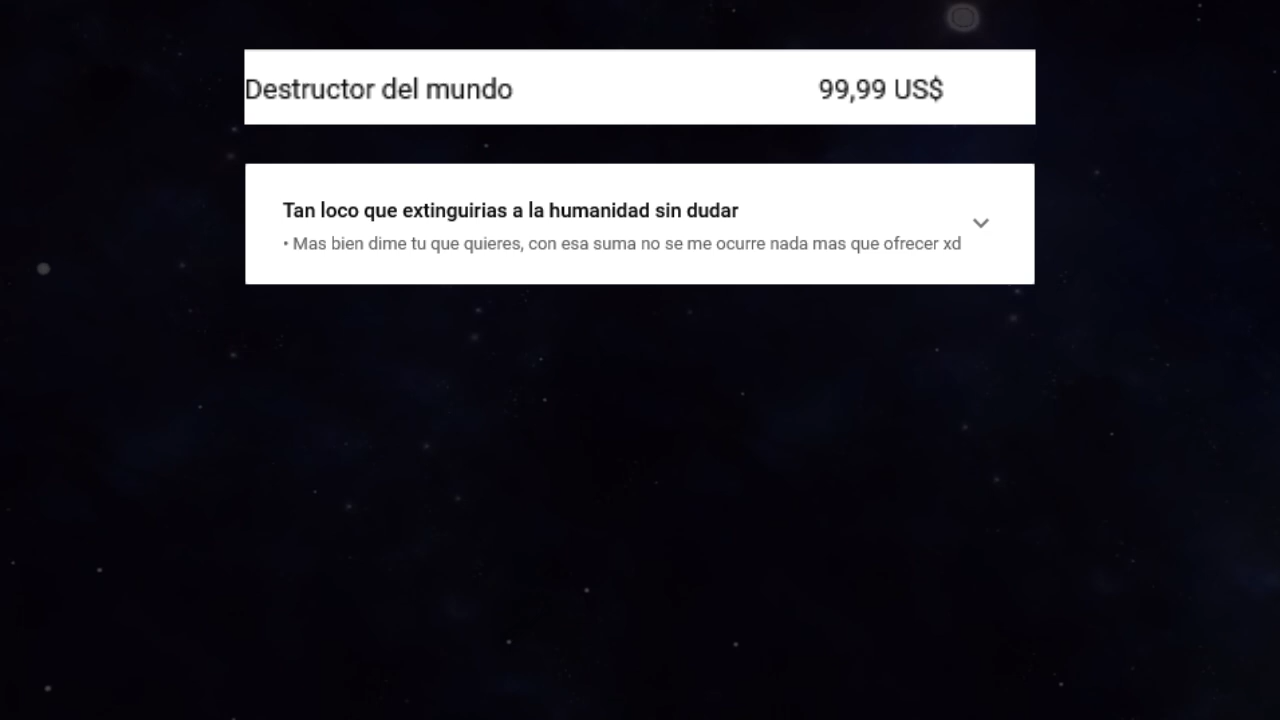 Destructor del mundo 99,99 US$
Tan loco que extinguirias a la humanidad sin dudar
• Mas bien dime tu que quieres, con esa suma no se me ocurre nada mas que ofrecer xd